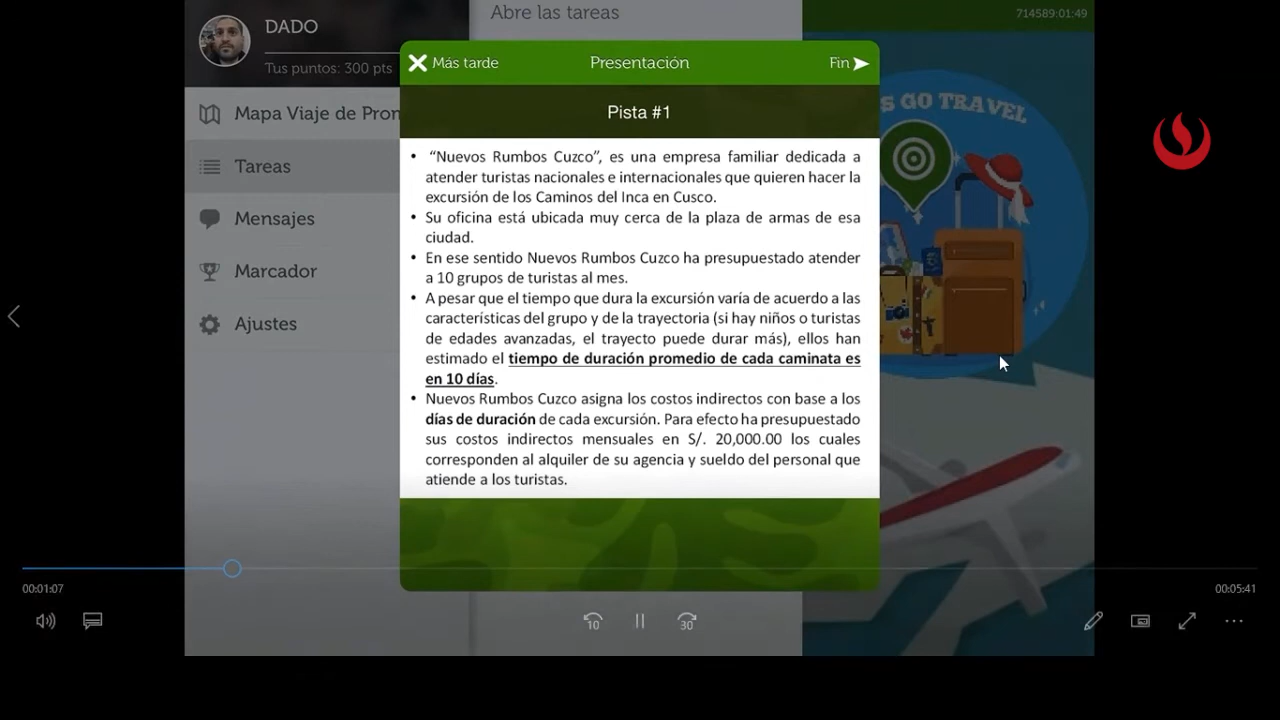 DADO
Tus puntos: 300 pts
Abre las tareas
714589:01:49
Más tarde
Presentación
Fin
Mapa Viaje de Pron
Tareas
Mensajes
Marcador
Ajustes
Pista #1
• “Nuevos Rumbos Cuzco”, es una empresa familiar dedicada a
atender turistas nacionales e internacionales que quieren hacer la
excursión de los Caminos del Inca en Cusco.
• Su oficina está ubicada muy cerca de la plaza de armas de esa
ciudad.
• En ese sentido Nuevos Rumbos Cuzco ha presupuestado atender
a 10 grupos de turistas al mes.
• A pesar que el tiempo que dura la excursión varía de acuerdo a las
características del grupo y de la trayectoria (si hay niños o turistas
de edades avanzadas, el trayecto puede durar más), ellos han
estimado el tiempo de duración promedio de cada caminata es
en 10 días.
• Nuevos Rumbos Cuzco asigna los costos indirectos con base a los
días de duración de cada excursión. Para efecto ha presupuestado
sus costos indirectos mensuales en S/. 20,000.00 los cuales
corresponden al alquiler de su agencia y sueldo del personal que
atiende a los turistas.
S GO TRAVEL
00:01:07
00:05:41
10
30